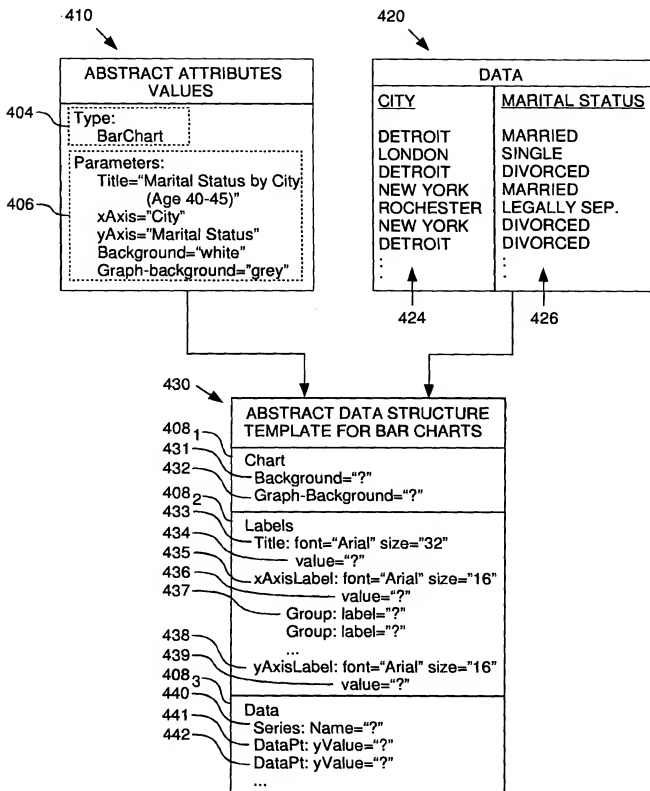 410
ABSTRACT ATTRIBUTES
VALUES
404
Type:
BarChart
406
Parameters:
Title=“Marital Status by City
(Age 40-45)”
xAxis=”City”
yAxis=”Marital Status”
Background=”white”
Graph-background=”grey”
420
DATA
CITY MARITAL STATUS
DETROIT MARRIED
LONDON SINGLE
DETROIT DIVORCED
NEW YORK MARRIED
ROCHESTER LEGALLY SEP.
NEW YORK DIVORCED
DETROIT DIVORCED
: :
424 426
430
ABSTRACT DATA STRUCTURE
TEMPLATE FOR BAR CHARTS
408 1
Chart
431
Background=“?”
432
Graph-Background=“?”
408 2
Labels
433
Title: font=“Arial” size=”32”
434
value=“?”
435
xAxisLabel: font=“Arial” size=”16”
436
value=“?”
437
Group: label=”?”
Group: label=”?”
...
438
yAxisLabel: font=“Arial” size=”16”
439
value=“?”
408 3
Data
440
Series: Name=“?”
441
DataPt: yValue=“?”
442
DataPt: yValue=“?”
...